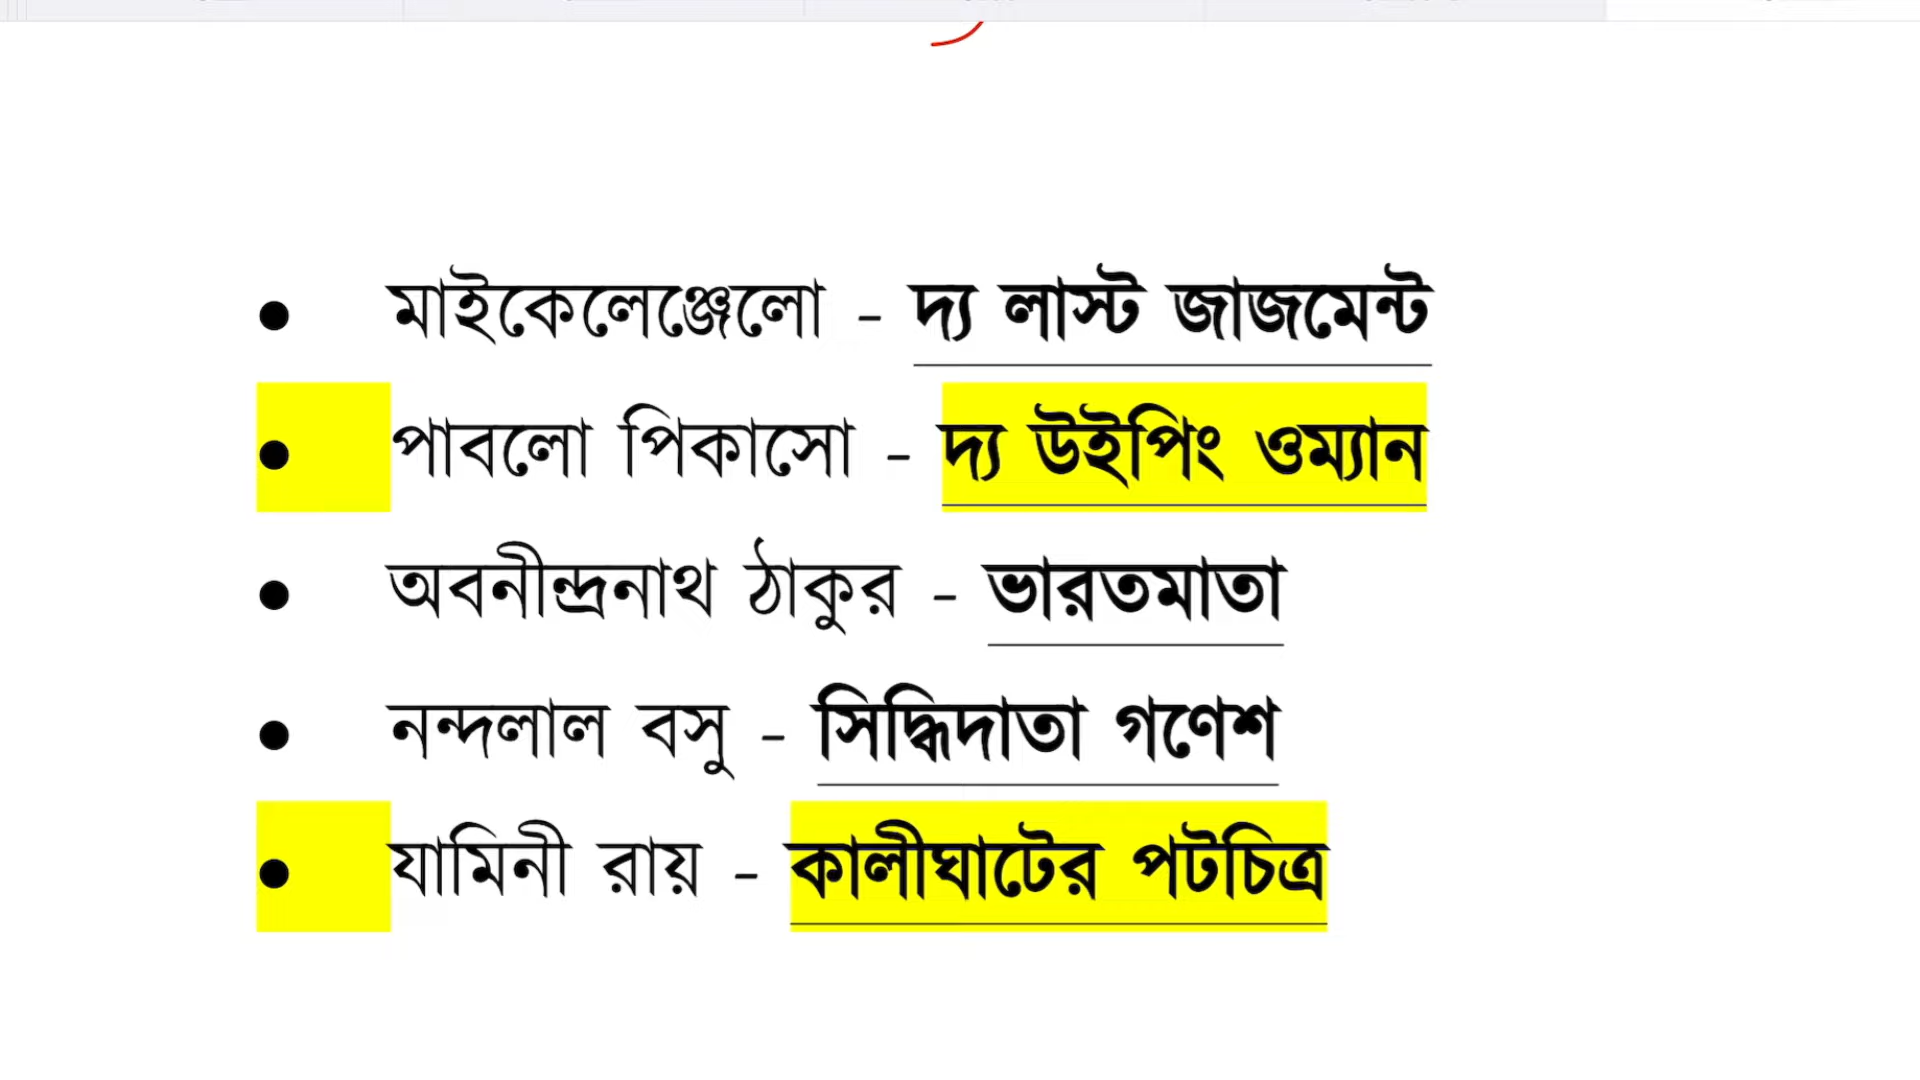 • মাইকেলেঞ্জেলো - দ্য লাস্ট জাজমেন্ট
• পাবলো পিকাসো - দ্য উইপিং ওম্যান
• অবনীন্দ্রনাথ ঠাকুর - ভারতমাতা
• নন্দলাল বসু - সিদ্ধিদাতা গণেশ
• যামিনী রায় - কালীঘাটের পটচিত্র